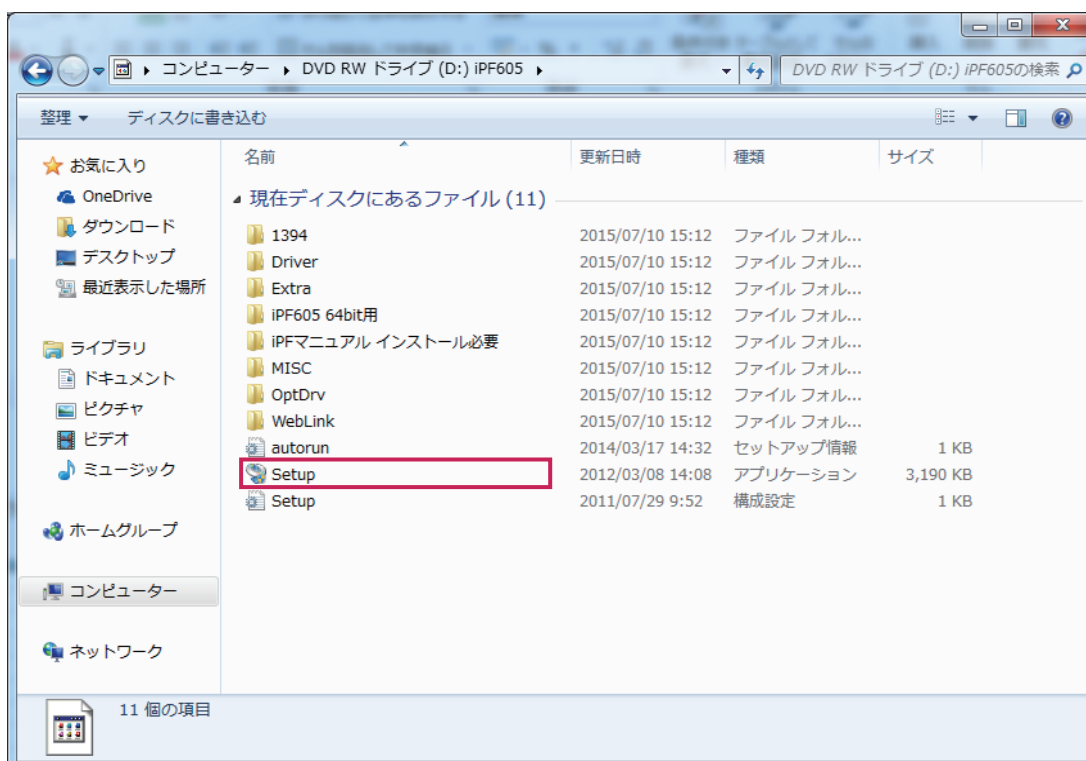 コンピューター DVD RW ドライブ (D:) iPF605
DVD RW ドライブ (D:) iPF605の検索
整理 ディスクに書き込む
お気に入り
OneDrive
ダウンロード
デスクトップ
最近表示した場所
ライブラリ
ドキュメント
ピクチャ
ビデオ
ミュージック
ホームグループ
コンピューター
ネットワーク
名前 更新日時 種類 サイズ
現在ディスクにあるファイル (11)
1394 2015/07/10 15:12 ファイル フォル...
Driver 2015/07/10 15:12 ファイル フォル...
Extra 2015/07/10 15:12 ファイル フォル...
iPF605 64bit用 2015/07/10 15:12 ファイル フォル...
iPFマニュアル インストール必要 2015/07/10 15:12 ファイル フォル...
MISC 2015/07/10 15:12 ファイル フォル...
OptDrv 2015/07/10 15:12 ファイル フォル...
WebLink 2015/07/10 15:12 ファイル フォル...
autorun 2014/03/17 14:32 セットアップ情報 1 KB
Setup 2012/03/08 14:08 アプリケーション 3,190 KB
Setup 2011/07/29 9:52 構成設定 1 KB
11 個の項目